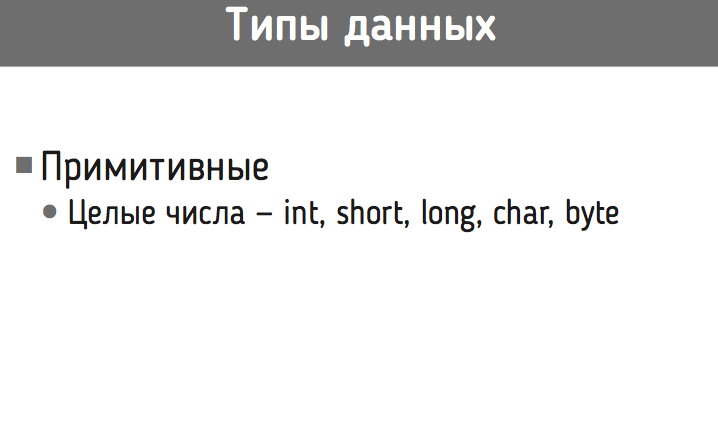 Типы данных
Примитивные
Целые числа – int, short, long, char, byte